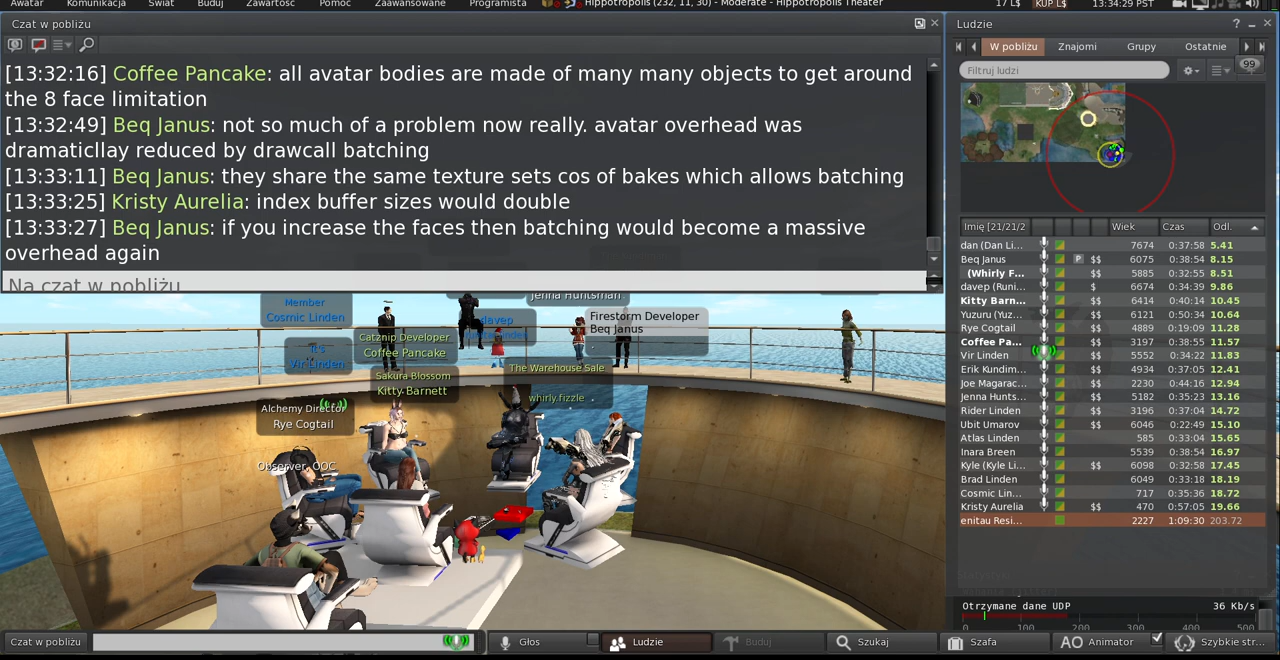 Awatar Komunikacja Świat Buduj Zawartość Pomoc Zaawansowane Programista Hippotropolis (232, 11, 30) - Moderate - Hippotropolis Theater 17 L$ KUP L$ 13:34:29 PST
Czat w pobliżu
[13:32:16] Coffee Pancake: all avatar bodies are made of many many objects to get around
the 8 face limitation
[13:32:49] Beq Janus: not so much of a problem now really. avatar overhead was
dramaticllay reduced by drawcall batching
[13:33:11] Beq Janus: they share the same texture sets cos of bakes which allows batching
[13:33:25] Kristy Aurelia: index buffer sizes would double
[13:33:27] Beq Janus: if you increase the faces then batching would become a massive
overhead again
Na czat w pobliżu
Member
Cosmic Linden
Jenna Huntsman
davep
Firestorm Developer
Beq Janus
Catznip Developer
Coffee Pancake
Vir Linden
Sakura Blossom
Kitty Barnett
The Warehouse Sale
whirly.fizzle
Alchemy Director
Rye Cogtail
Observer, OOC
Ludzie
W pobliżu Znajomi Grupy Ostatnie
Filtruj ludzi
99
Imię [21/21/2 Wiek Czas Odl.
dan (Dan Li... 7674 0:37:58 5.41
Beq Janus P $$ 6075 0:38:54 8.15
(Whirly F... $$ 5885 0:32:55 8.51
davep (Runi... $ 6674 0:34:39 9.86
Kitty Barn... $$ 6414 0:40:14 10.45
Yuzuru (Yuz... $$ 6121 0:50:34 10.64
Rye Cogtail $$ 4889 0:19:09 11.28
Coffee Pa... $$ 3197 0:38:55 11.57
Vir Linden $$ 5552 0:34:22 11.83
Erik Kundim... $$ 4934 0:37:05 12.41
Joe Magarac... $$ 2230 0:44:16 12.94
Jenna Hunts... $$ 5182 0:35:23 13.16
Rider Linden $$ 3196 0:37:04 14.72
Ubit Umarov $$ 6046 0:22:49 15.10
Atlas Linden 585 0:33:04 15.65
Inara Breen 5539 0:38:54 16.97
Kyle (Kyle Li... $$ 6098 0:32:58 17.45
Brad Linden 6049 0:33:18 18.19
Cosmic Lin... 717 0:35:36 18.72
Kristy Aurelia $$ 470 0:57:05 19.66
enitau Resi... 2227 1:09:30 203.72
Otrzymane dane UDP 36 Kb/s
0 100 200 300 400 500
Czat w pobliżu Głos Ludzie Buduj Szukaj Szafa AO Animator Szybkie str...